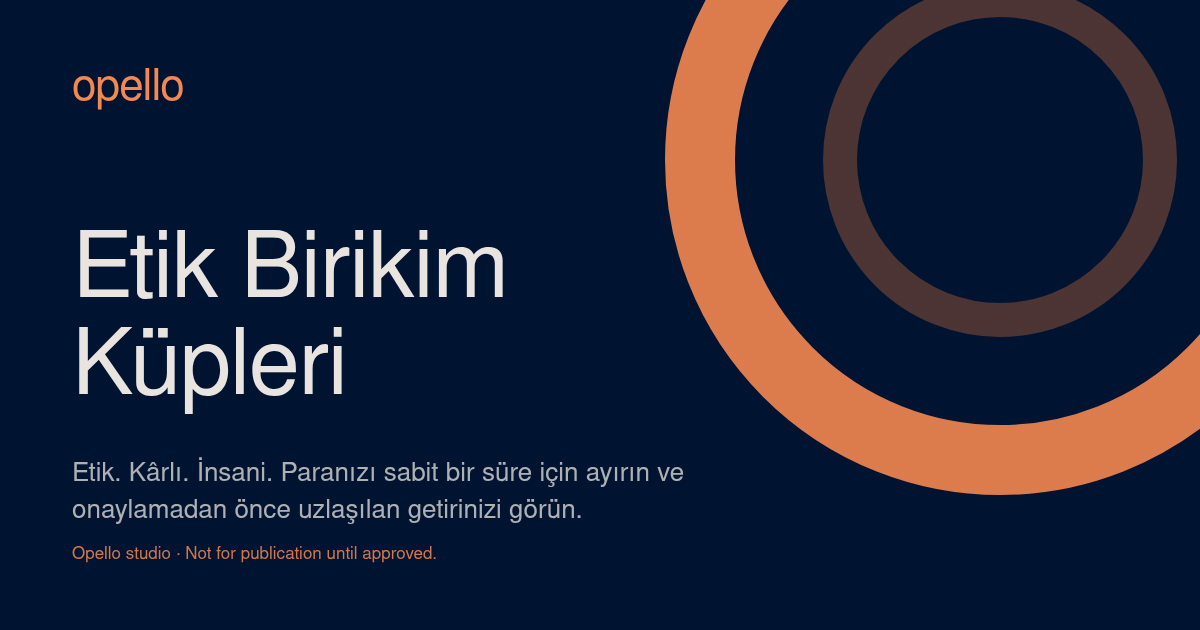 opello
Etik Birikim
Küpleri
Etik. Kârlı. İnsani. Paranızı sabit bir süre için ayırın ve
onaylamadan önce uzlaşılan getirinizi görün.
Opello studio · Not for publication until approved.